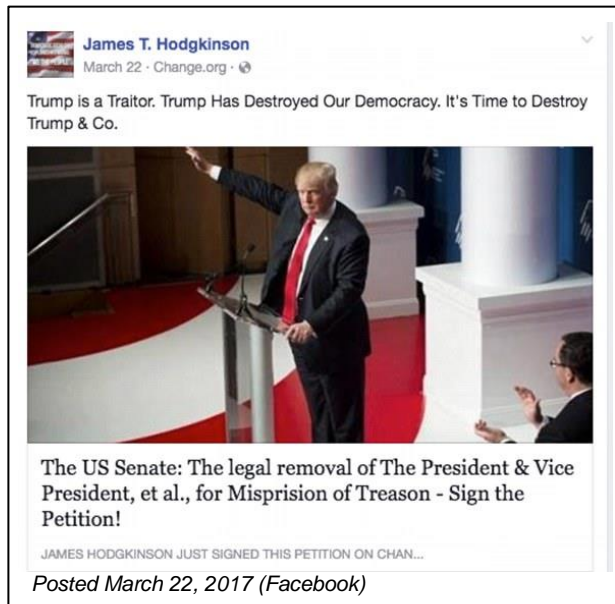 James T. Hodgkinson
March 22 · Change.org ·
Trump is a Traitor. Trump Has Destroyed Our Democracy. It's Time to Destroy
Trump & Co.
The US Senate: The legal removal of The President & Vice
President, et al., for Misprision of Treason - Sign the
Petition!
JAMES HODGKINSON JUST SIGNED THIS PETITION ON CHAN...
Posted March 22, 2017 (Facebook)